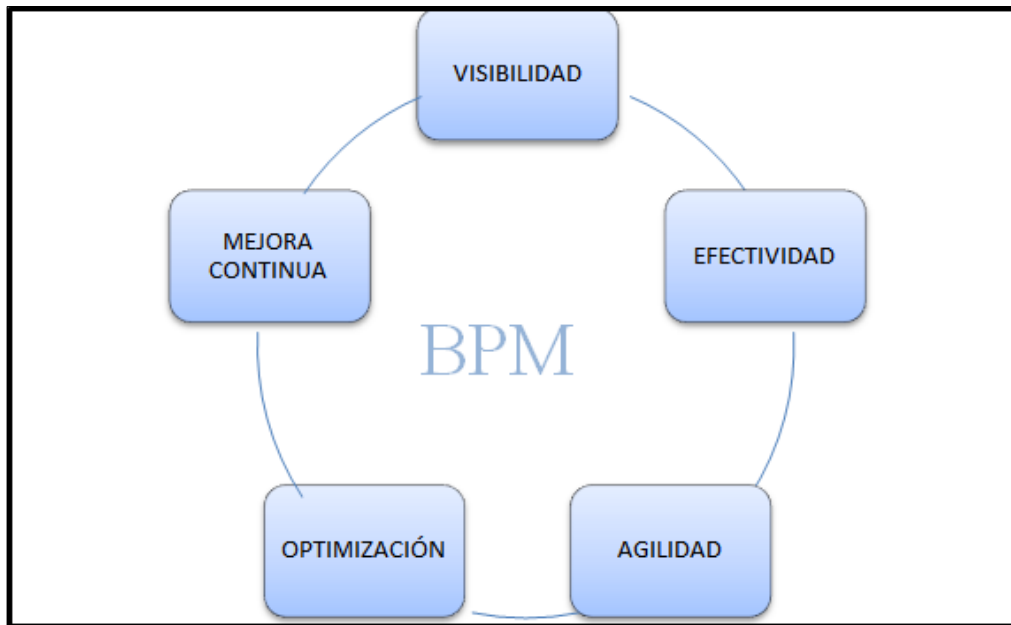 VISIBILIDAD
EFECTIVIDAD
AGILIDAD
OPTIMIZACIÓN
MEJORA
CONTINUA
BPM